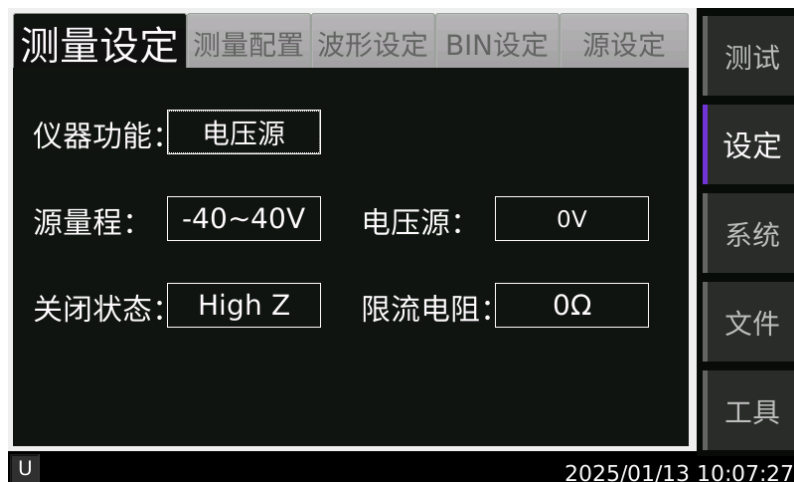 测量设定 测量配置 波形设定 BIN设定 源设定
测试
仪器功能: 电压源
设定
源量程: -40~40V 电压源: 0V
系统
关闭状态: High Z 限流电阻: 0Ω
文件
工具
U 2025/01/13 10:07:27